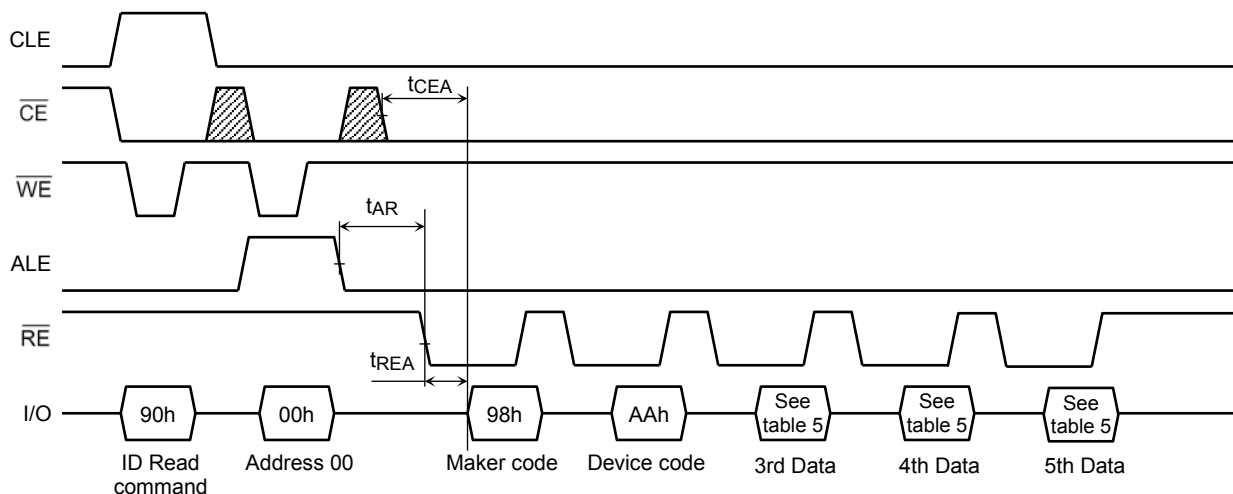 CLE
tCEA
CE
WE
tAR
ALE
RE
tREA
I/O
90h
00h
98h
AAh
See
table 5
See
table 5
See
table 5
ID Read
command
Address 00
Maker code
Device code
3rd Data
4th Data
5th Data